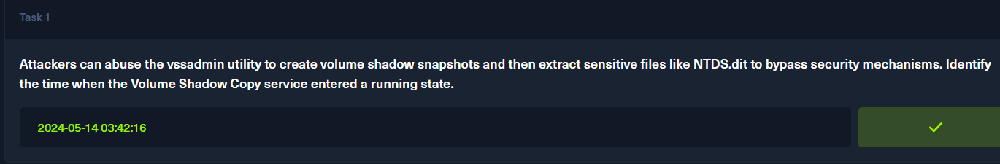 Task 1
Attackers can abuse the vssadmin utility to create volume shadow snapshots and then extract sensitive files like NTDS.dit to bypass security mechanisms. Identify
the time when the Volume Shadow Copy service entered a running state.
2024-05-14 03:42:16